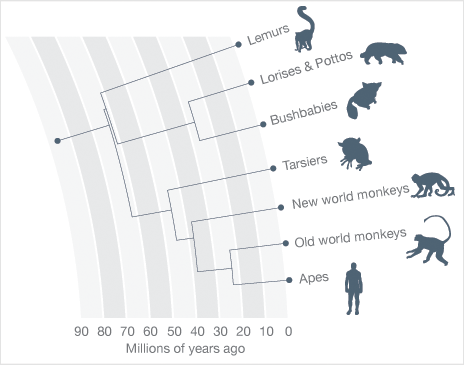 Lemurs
Lorises & Pottos
Bushbabies
Tarsiers
New world monkeys
Old world monkeys
Apes
90 80 70 60 50 40 30 20 10 0
Millions of years ago